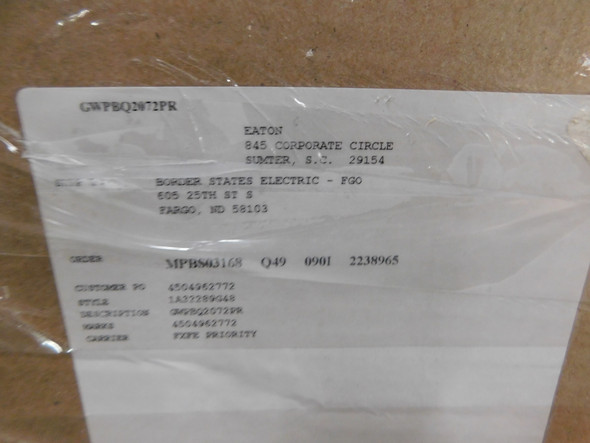 GWPBQ2072PR
EATON
845 CORPORATE CIRCLE
SUMTER, S.C. 29154
BORDER STATES ELECTRIC - FGO
605 25TH ST S
FARGO, ND 58103
ORDER MPBS03168 Q49 090I 2238965
CUSTOMER PO 4504962772
STYLE 1A32289G48
DESCRIPTION GWPBQ2072PR
MARKS 4504962772
CARRIER FXFE PRIORITY